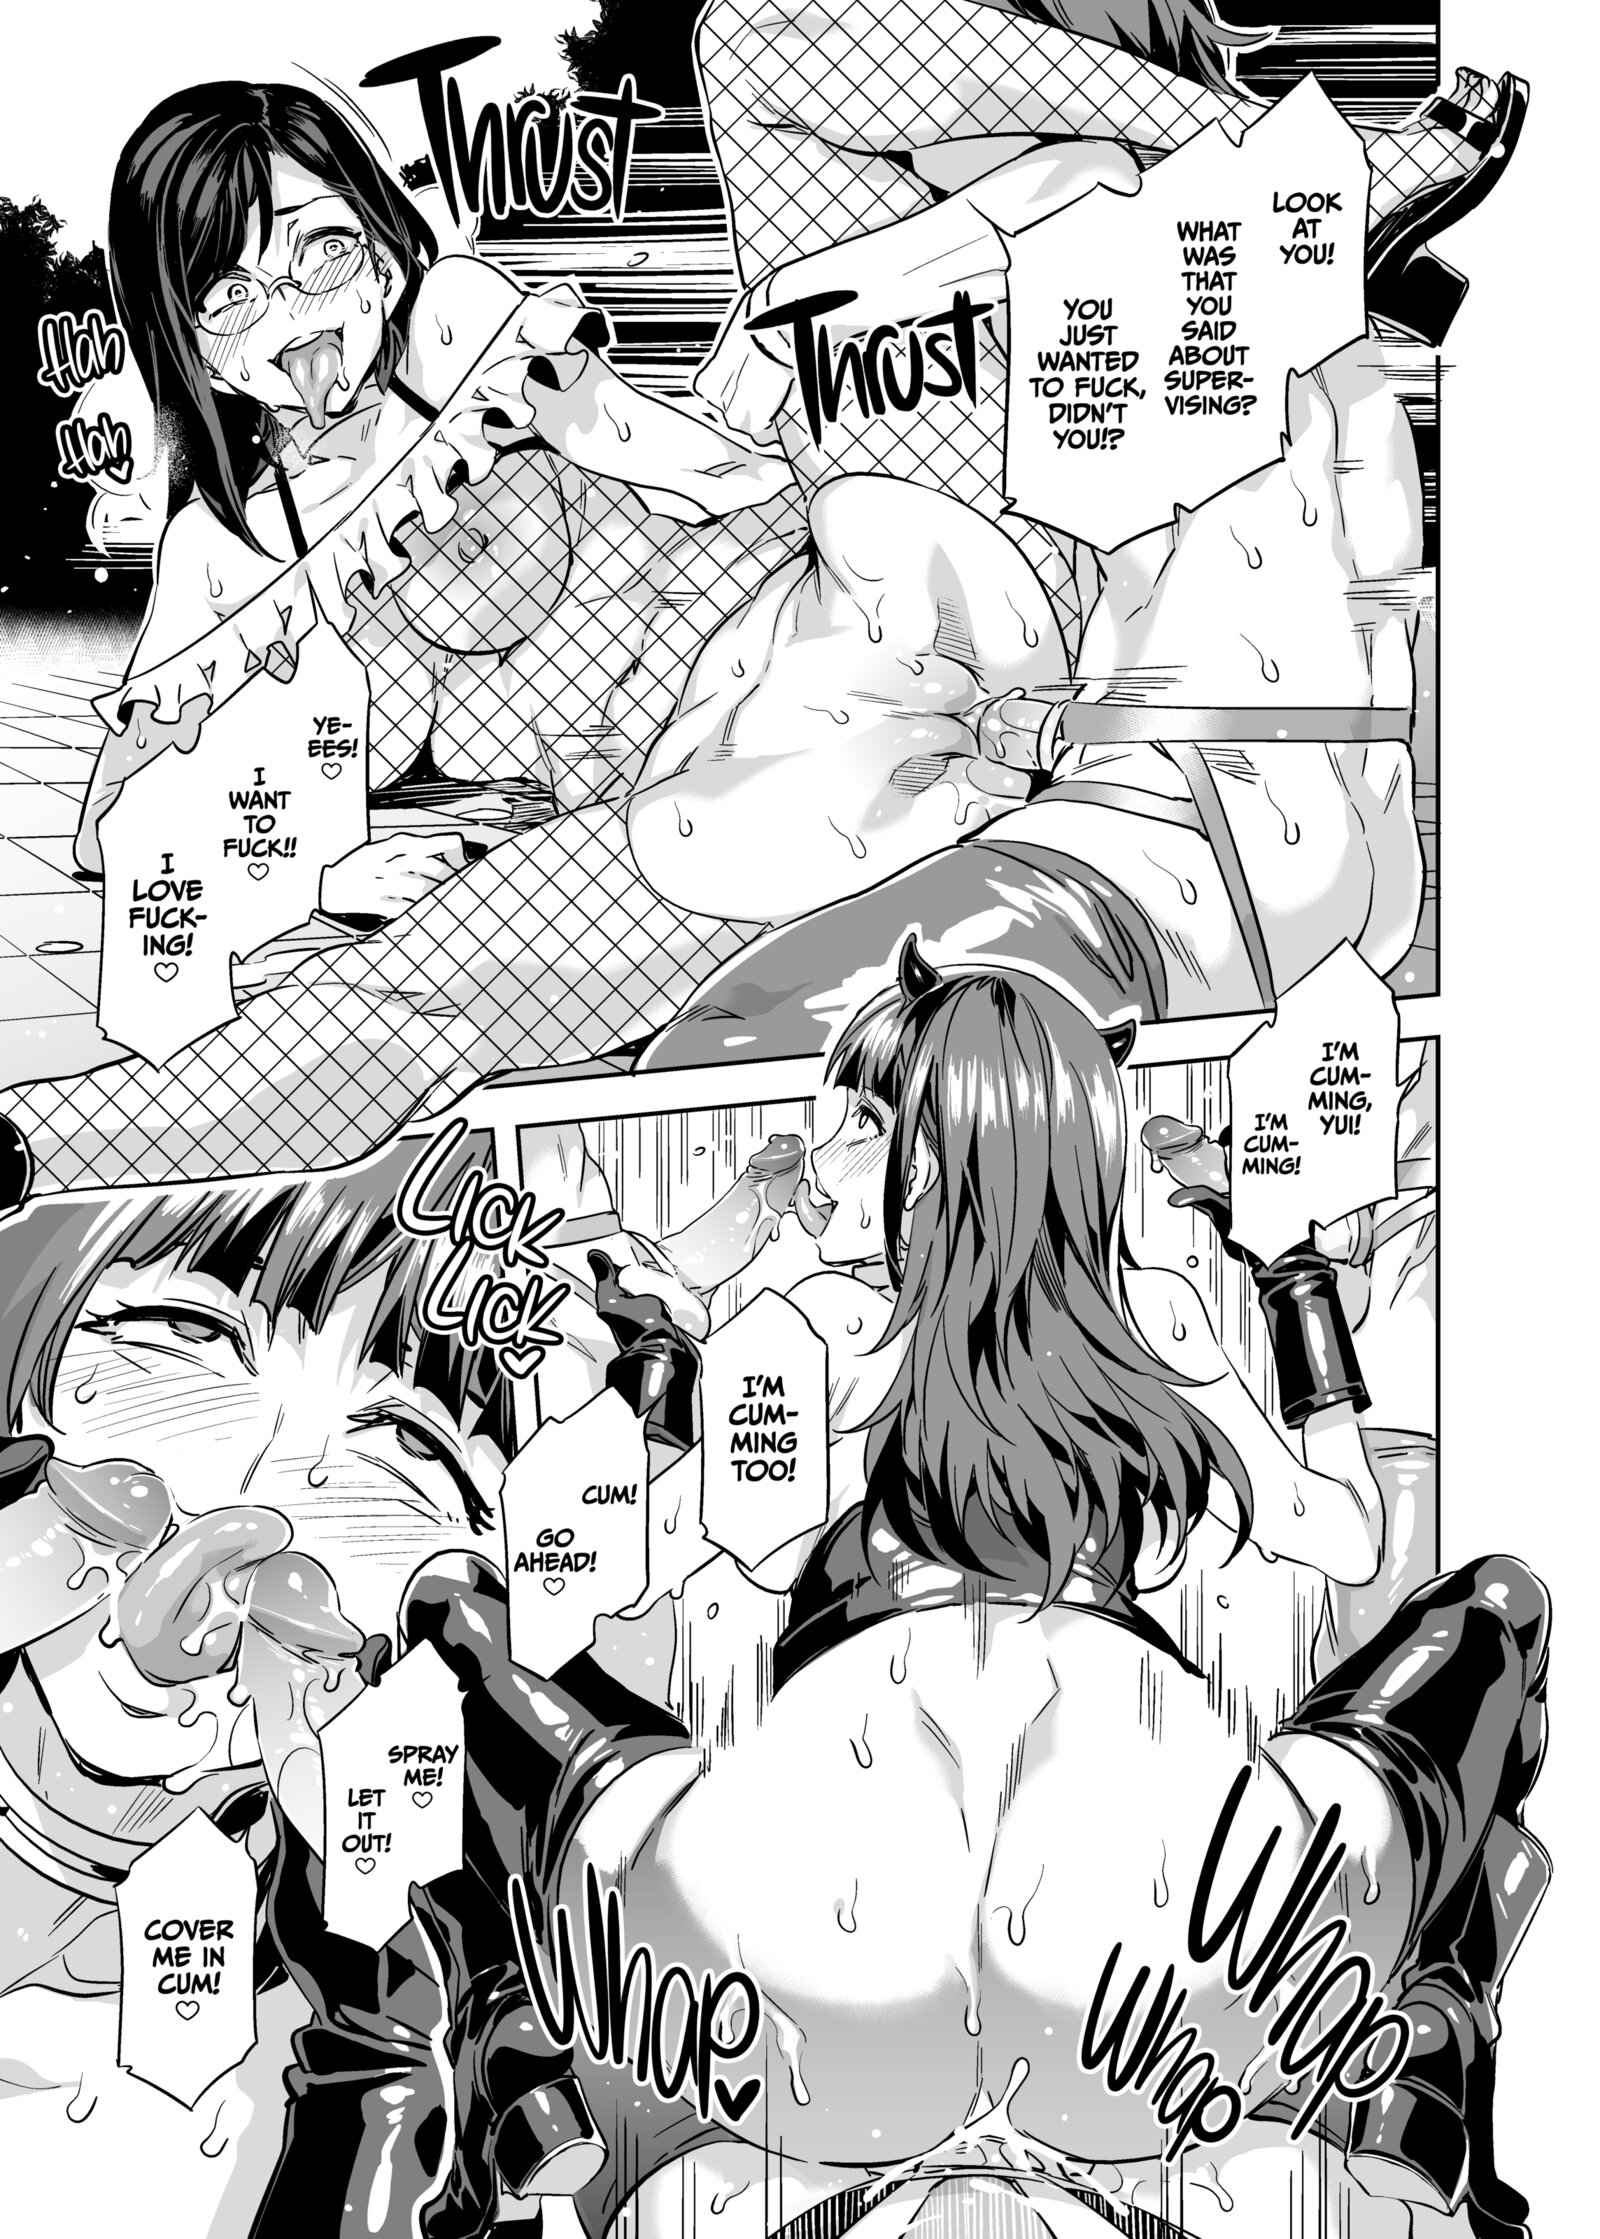 LOOK
AT
YOU!
WHAT
WAS
THAT
YOU
SAID
ABOUT
SUPER-
VISING?
YOU
JUST
WANTED
TO FUCK,
DIDN'T
YOU!?
Thrust
Thrust
Hah
Hah♥
YE-
EES!
♡
I
WANT
TO
FUCK!!
♡
I
LOVE
FUCK-
ING!
♡
I'M
CUM-
MING,
YUI!
I'M
CUM-
MING!
I'M
CUM-
MING
TOO!
Lick
Lick
♥
CUM!
GO
AHEAD!
♡
SPRAY
ME!
♡
LET
IT
OUT!
♡
COVER
ME IN
CUM!
♡
Whap
Whap
Whap
♥